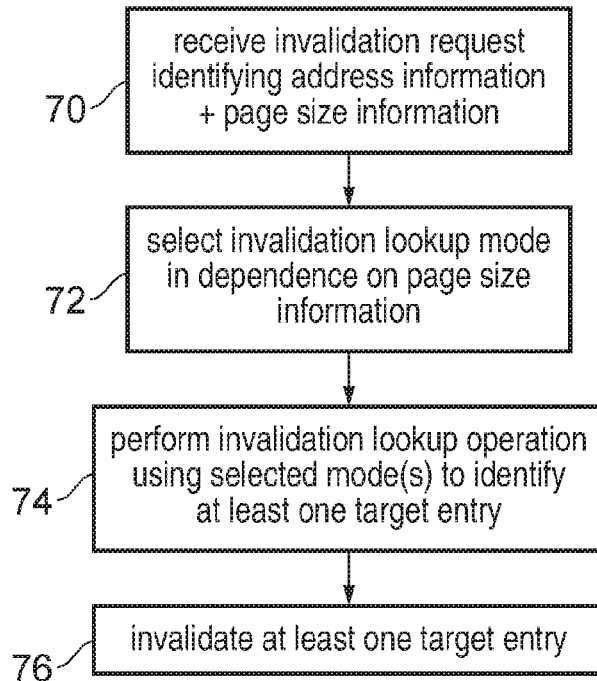 receive invalidation request
identifying address information
+ page size information
70
select invalidation lookup mode
in dependence on page size
information
72
perform invalidation lookup operation
using selected mode(s) to identify
at least one target entry
74
invalidate at least one target entry
76